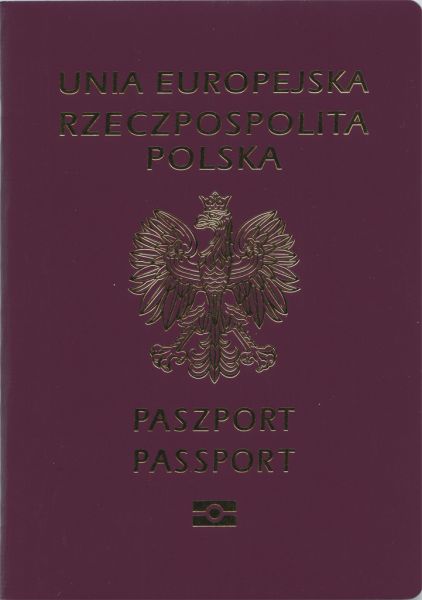 UNIA EUROPEJSKA
RZECZPOSPOLITA
POLSKA
PASZPORT
PASSPORT